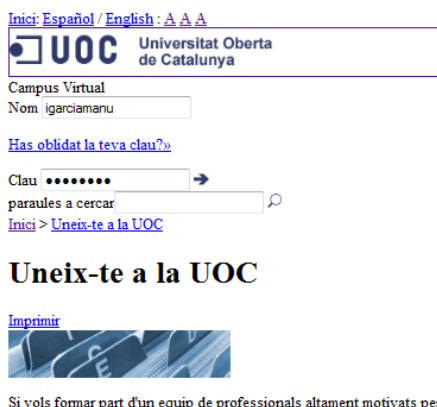 Inici: Español / English : A A A
UOC Universitat Oberta
de Catalunya
Campus Virtual
Nom igarciamanu
Has oblidat la teva clau?»
Clau ••••••••
paraules a cercar
Inici > Uneix-te a la UOC
Uneix-te a la UOC
Imprimir
C E
Si vols formar part d'un equip de professionals altament motivats pe